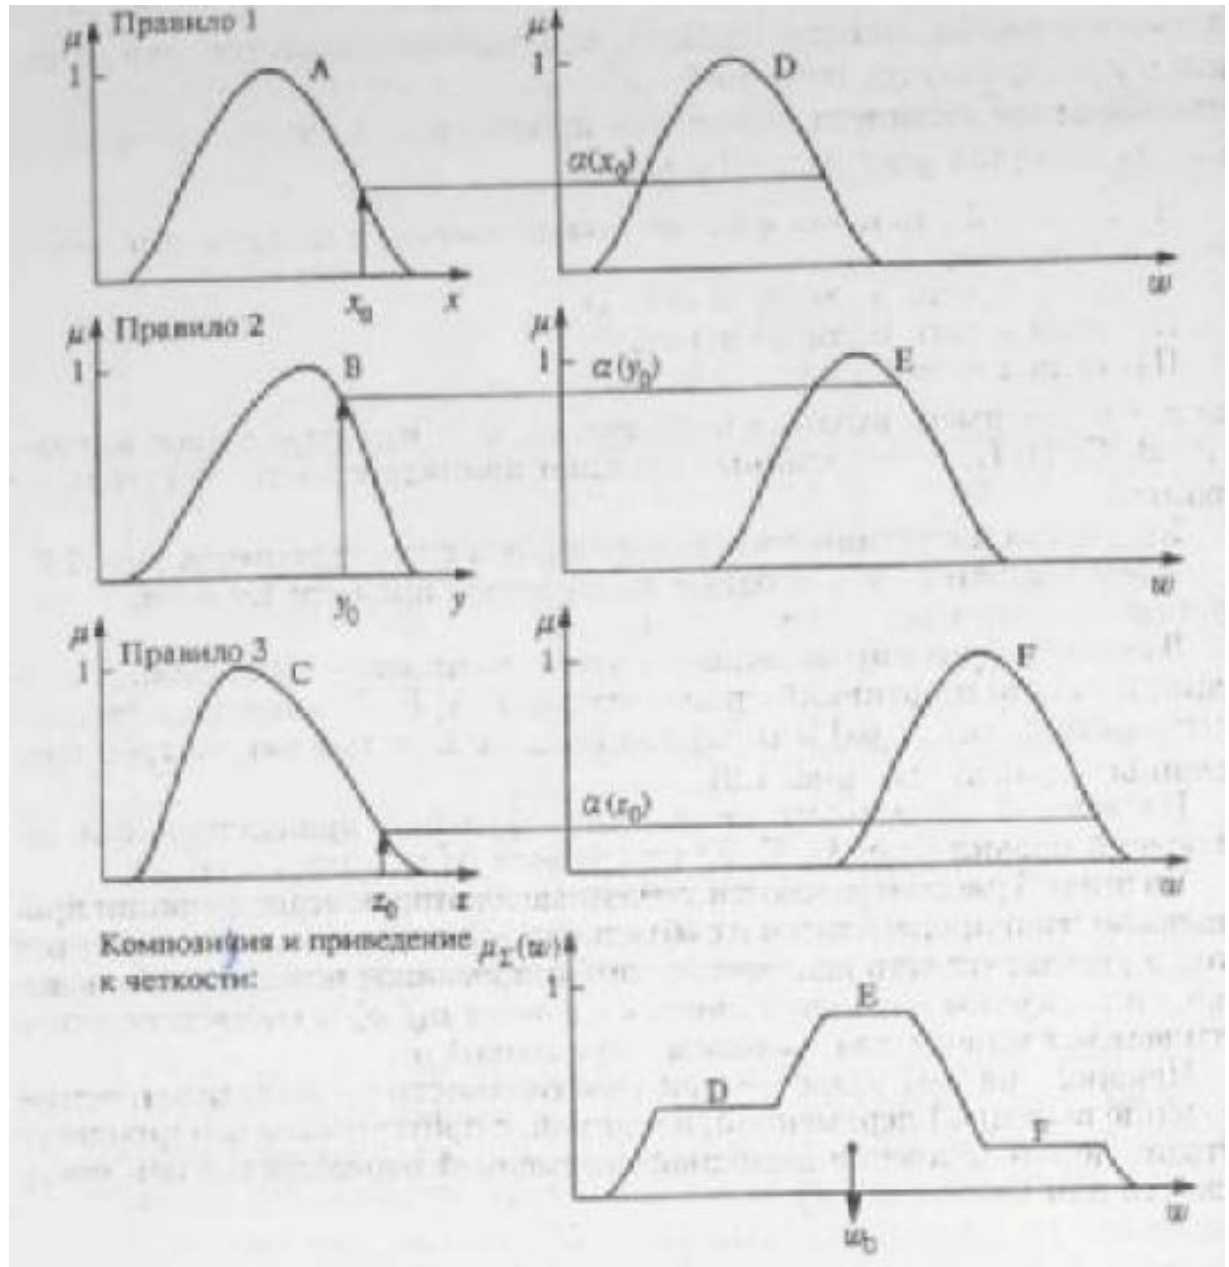 μ Правило 1
1
A
x₀
x
μ
1
D
α(x₀)
w
μ Правило 2
1
B
y₀
y
μ
1
α(y₀)
E
w
μ
Правило 3
1
C
z₀
z
μ
1
F
α(z₀)
w
Композиция и приведение
к четкости:
μΣ(w)
1
E
D
F
w₀
w